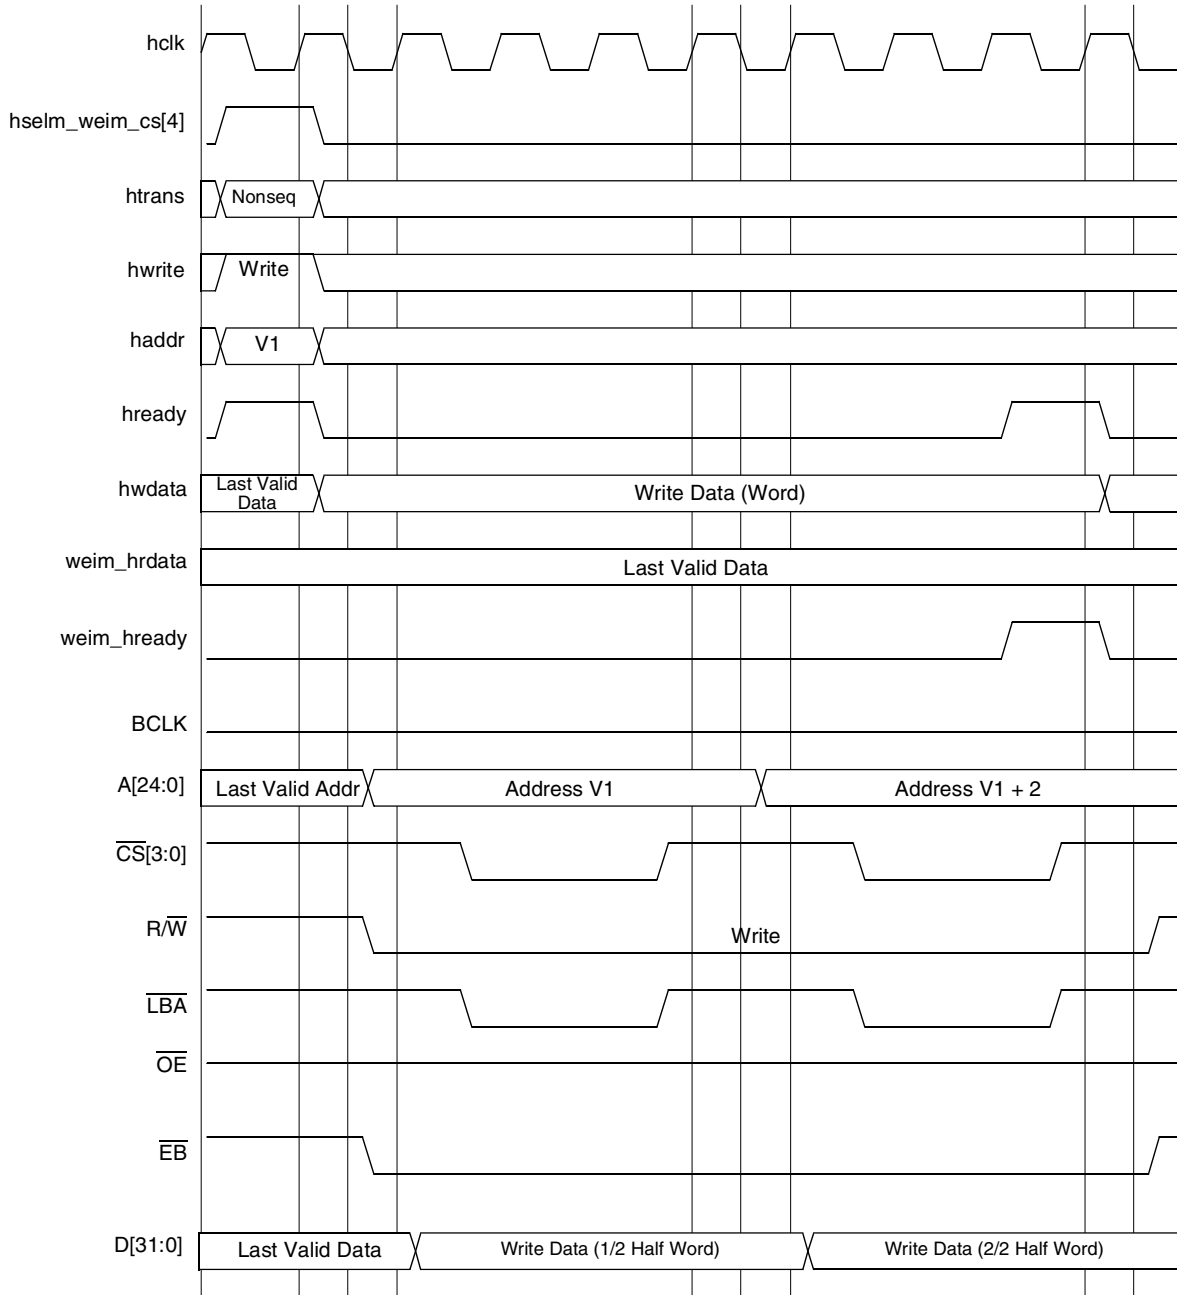 hclk
hselm_weim_cs[4]
htrans Nonseq
hwrite Write
haddr V1
hready
hwdata Last Valid Data Write Data (Word)
weim_hrdata Last Valid Data
weim_hready
BCLK
A[24:0] Last Valid Addr Address V1 Address V1 + 2
CS[3:0]
R/W Write
LBA
OE
EB
D[31:0] Last Valid Data Write Data (1/2 Half Word) Write Data (2/2 Half Word)